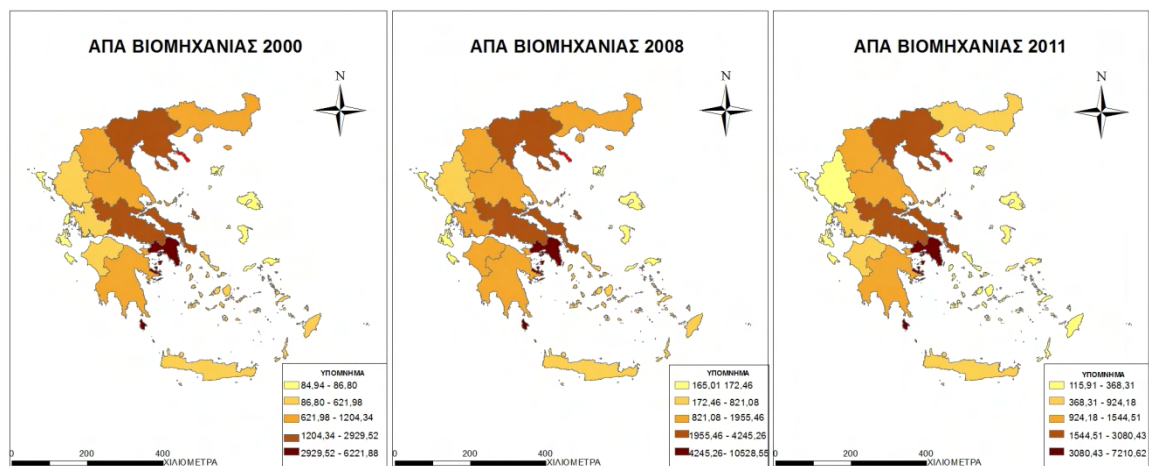 ΑΠΑ ΒΙΟΜΗΧΑΝΙΑΣ 2000
N
ΥΠΟΜΝΗΜΑ
84,94 - 86,80
86,80 - 621,98
621,98 - 1204,34
1204,34 - 2929,52
2929,52 - 6221,88
0 200 400
ΧΙΛΙΟΜΕΤΡΑ
ΑΠΑ ΒΙΟΜΗΧΑΝΙΑΣ 2008
N
ΥΠΟΜΝΗΜΑ
165,01 172,46
172,46 - 821,08
821,08 - 1955,46
1955,46 - 4245,26
4245,26 - 10528,55
0 200 400
ΧΙΛΙΟΜΕΤΡΑ
ΑΠΑ ΒΙΟΜΗΧΑΝΙΑΣ 2011
N
ΥΠΟΜΝΗΜΑ
115,91 - 368,31
368,31 - 924,18
924,18 - 1544,51
1544,51 - 3080,43
3080,43 - 7210,62
0 200 400
ΧΙΛΙΟΜΕΤΡΑ